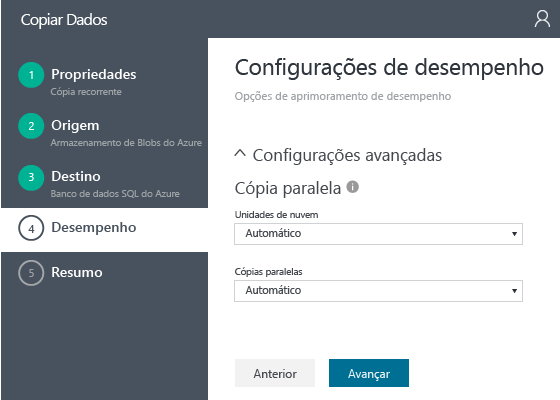 Copiar Dados
1 Propriedades
Cópia recorrente
2 Origem
Armazenamento de Blobs do Azure
3 Destino
Banco de dados SQL do Azure
4 Desempenho
5 Resumo
Configurações de desempenho
Opções de aprimoramento de desempenho
Configurações avançadas
Cópia paralela
Unidades de nuvem
Automático
Cópias paralelas
Automático
Anterior
Avançar